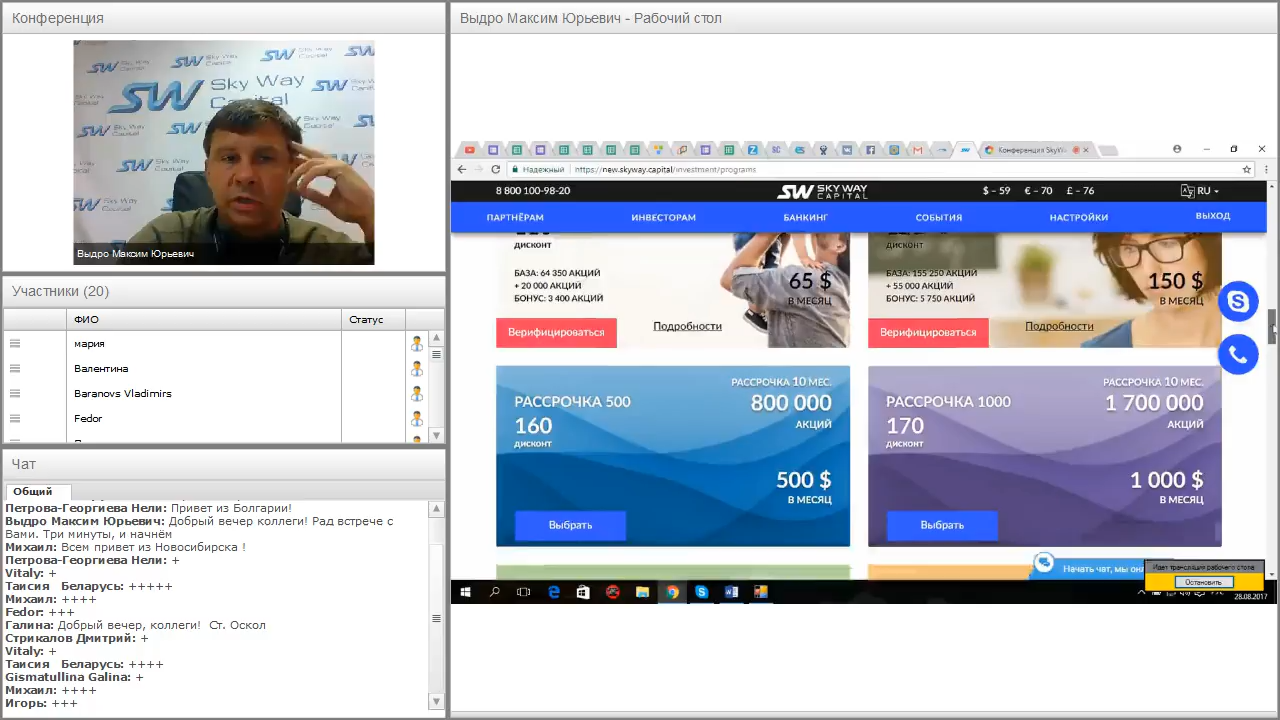 Конференция
SW Sky Way Capital
Выдро Максим Юрьевич
Участники (20)
ФИО Статус
мария
Валентина
Baranovs Vladimirs
Fedor
Чат
Общий
Петрова-Георгиева Нели: Привет из Болгарии!
Выдро Максим Юрьевич: Добрый вечер коллеги! Рад встрече с
Вами. Три минуты, и начнём
Михаил: Всем привет из Новосибирска !
Петрова-Георгиева Нели: +
Vitaly: +
Таисия Беларусь: +++++
Михаил: ++++
Fedor: +++
Галина: Добрый вечер, коллеги! Ст. Оскол
Стрикалов Дмитрий: +
Vitaly: +
Таисия Беларусь: ++++
Gismatullina Galina: +
Михаил: ++++
Игорь: +++
Выдро Максим Юрьевич - Рабочий стол
Конференция SkyWa
Надежный https://new.skyway.capital/investment/programs
8 800 100-98-20 SW SKY WAY CAPITAL $ – 59 € – 70 £ – 76 RU
ПАРТНЁРАМ ИНВЕСТОРАМ БАНКИНГ СОБЫТИЯ НАСТРОЙКИ ВЫХОД
дисконт
БАЗА: 64 350 АКЦИЙ
+ 20 000 АКЦИЙ
БОНУС: 3 400 АКЦИЙ
65 $
В МЕСЯЦ
Верифицироваться Подробности
дисконт
БАЗА: 155 250 АКЦИЙ
+ 55 000 АКЦИЙ
БОНУС: 5 750 АКЦИЙ
150 $
В МЕСЯЦ
Верифицироваться Подробности
РАССРОЧКА 10 МЕС.
РАССРОЧКА 500 800 000
160 АКЦИЙ
дисконт
500 $
В МЕСЯЦ
Выбрать
РАССРОЧКА 10 МЕС.
РАССРОЧКА 1000 1 700 000
170 АКЦИЙ
дисконт
1 000 $
В МЕСЯЦ
Выбрать
Начать чат, мы
Идет трансляция рабочего стола
Остановить
28.08.2017